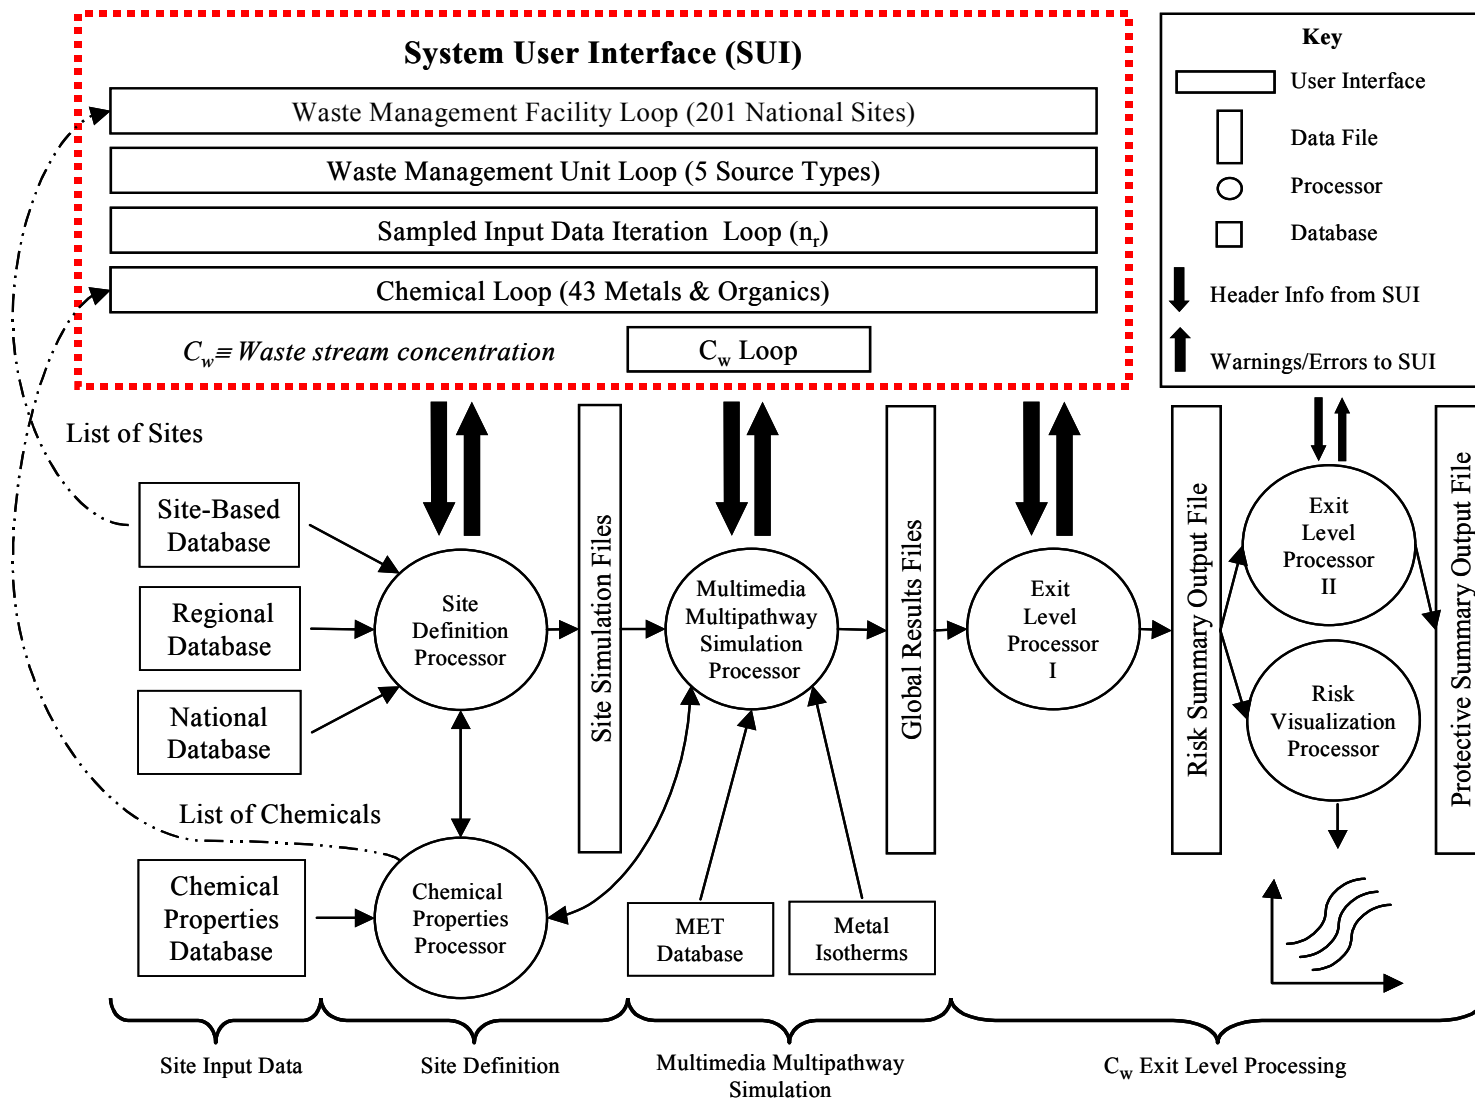 System User Interface (SUI)
Waste Management Facility Loop (201 National Sites)
Waste Management Unit Loop (5 Source Types)
Sampled Input Data Iteration Loop (nr)
Chemical Loop (43 Metals & Organics)
Cw≡ Waste stream concentration
Cw Loop
Key
User Interface
Data File
Processor
Database
Header Info from SUI
Warnings/Errors to SUI
List of Sites
Site-Based
Database
Regional
Database
National
Database
List of Chemicals
Chemical
Properties
Database
Site
Definition
Processor
Chemical
Properties
Processor
Site Simulation Files
Multimedia
Multipathway
Simulation
Processor
MET
Database
Metal
Isotherms
Global Results Files
Exit
Level
Processor
I
Risk Summary Output File
Exit
Level
Processor
II
Risk
Visualization
Processor
Protective Summary Output File
Site Input Data
Site Definition
Multimedia Multipathway
Simulation
Cw Exit Level Processing